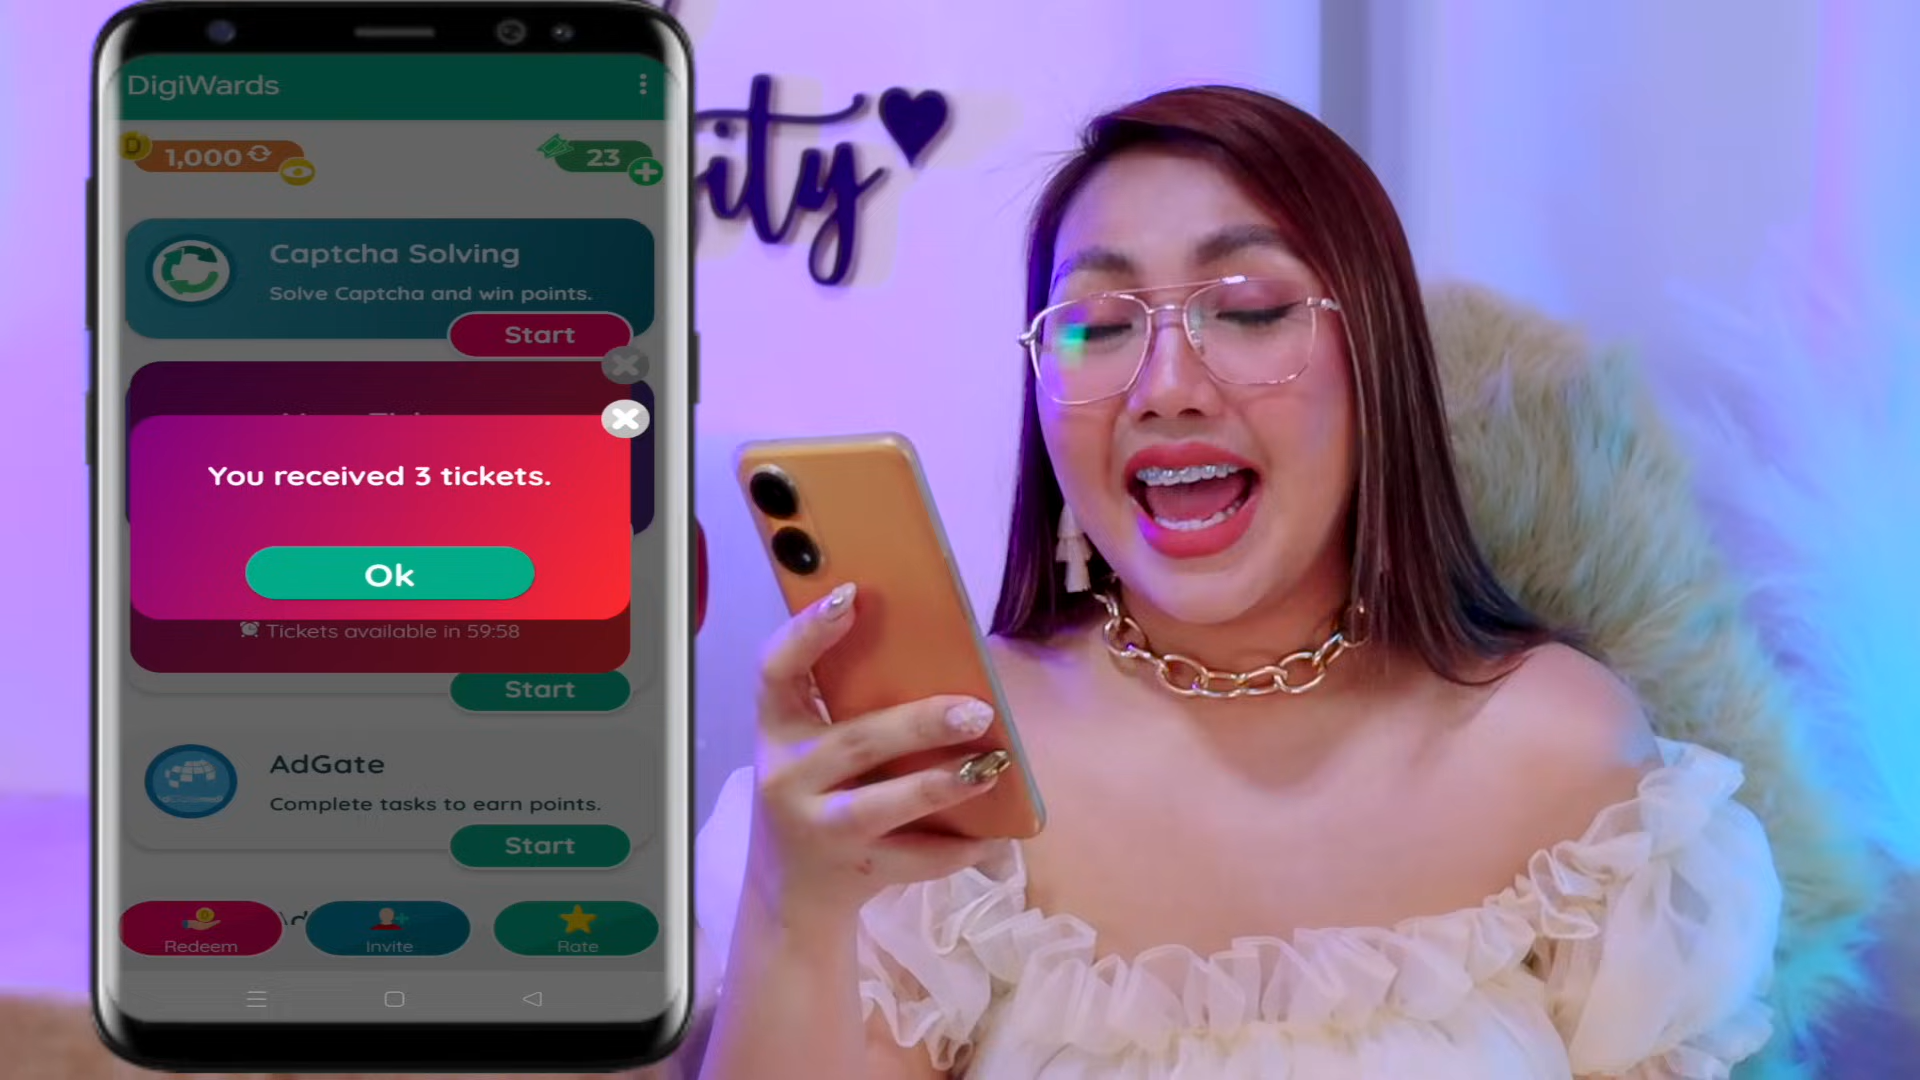 DigiWards
1,000
23
Captcha Solving
Solve Captcha and win points.
Start
You received 3 tickets.
Ok
Tickets available in 59:58
Start
AdGate
Complete tasks to earn points.
Start
Redeem
Invite
Rate
ity